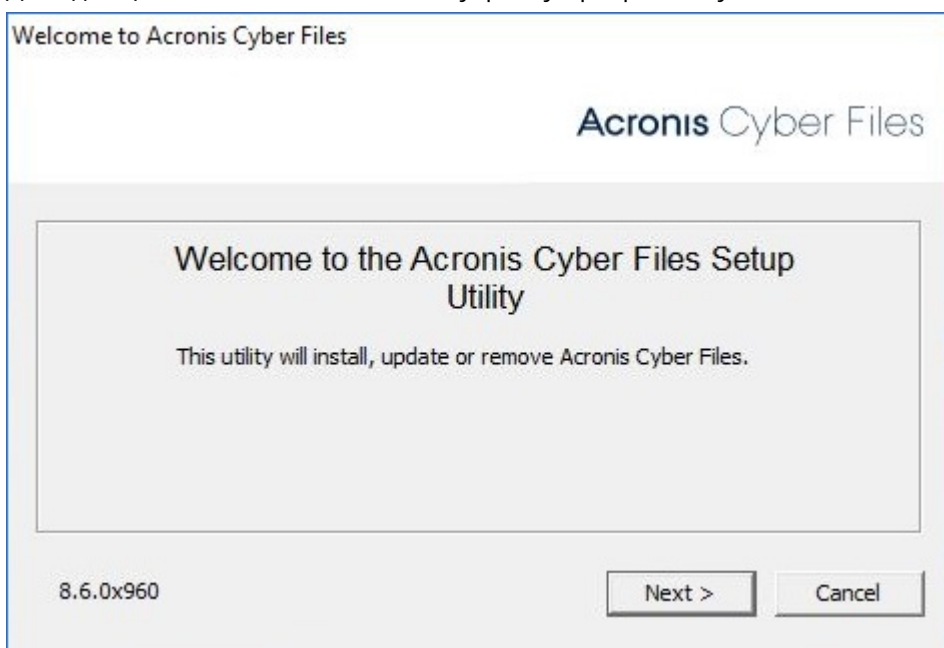 Welcome to Acronis Cyber Files
Acronis Cyber Files
Welcome to the Acronis Cyber Files Setup
Utility
This utility will install, update or remove Acronis Cyber Files.
8.6.0x960
Next >
Cancel